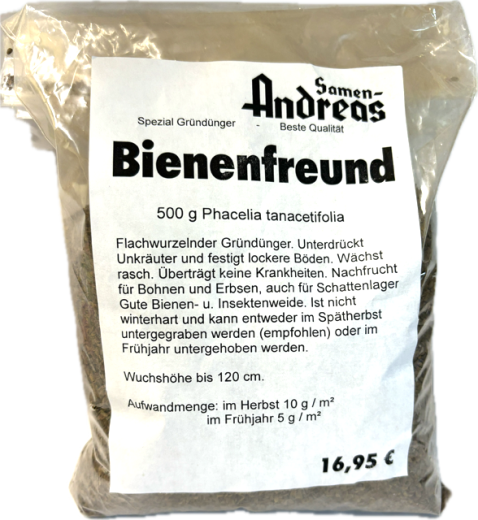 Samen-
Andreas
Spezial Gründünger - Beste Qualität
Bienenfreund
500 g Phacelia tanacetifolia
Flachwurzelnder Gründünger. Unterdrückt
Unkräuter und festigt lockere Böden. Wächst
rasch. Überträgt keine Krankheiten. Nachfrucht
für Bohnen und Erbsen, auch für Schattenlager
Gute Bienen- u. Insektenweide. Ist nicht
winterhart und kann entweder im Spätherbst
untergegraben werden (empfohlen) oder im
Frühjahr untergehoben werden.
Wuchshöhe bis 120 cm.
Aufwandmenge: im Herbst 10 g / m²
im Frühjahr 5 g / m²
16,95 €